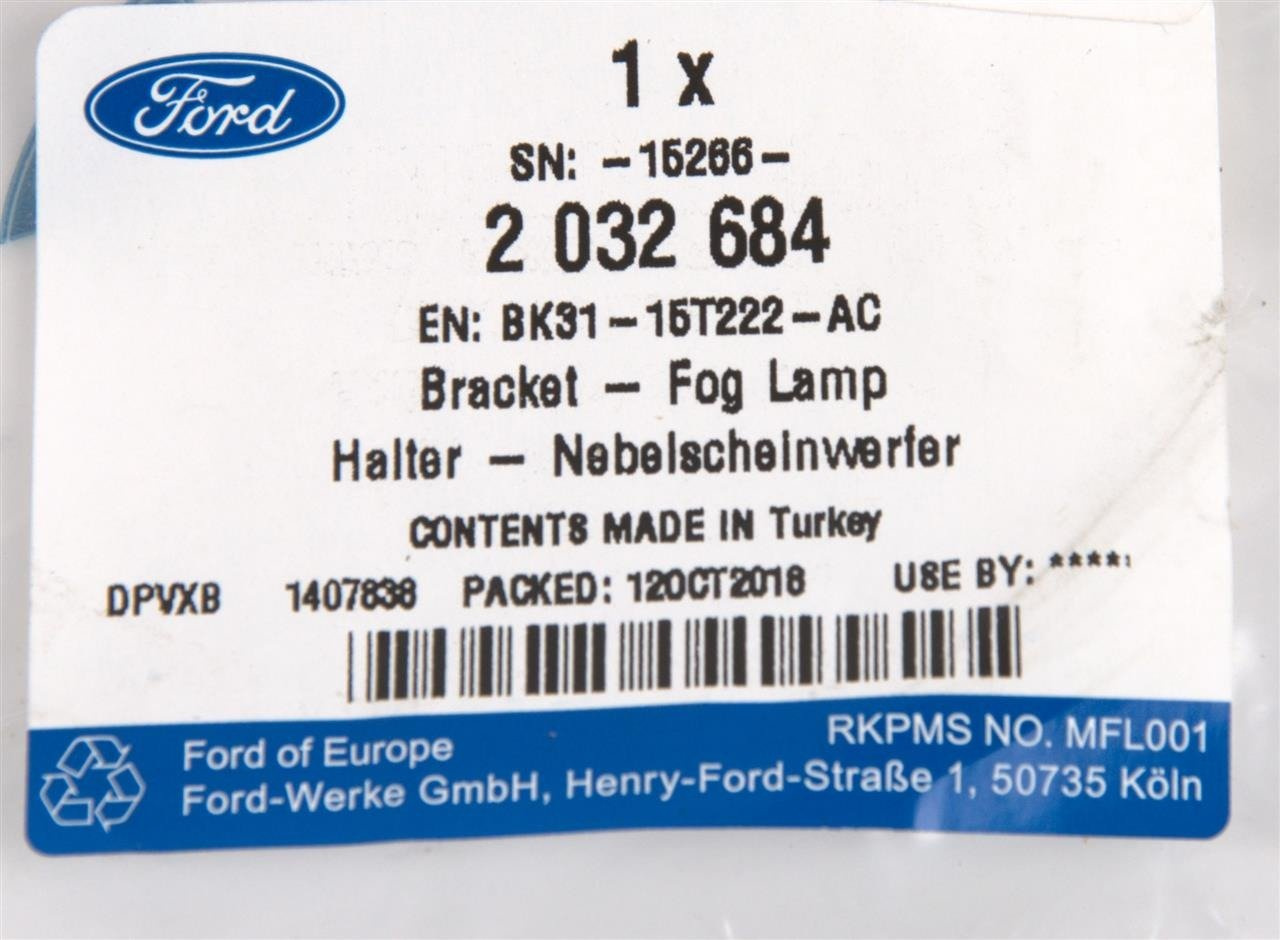 Ford
1 x
SN: -15266-
2 032 684
EN: BK31-15T222-AC
Bracket - Fog Lamp
Halter - Nebelscheinwerfer
CONTENTS MADE IN Turkey
DPVXB 1407838 PACKED: 12OCT2018 USE BY: ****
RKPMS NO. MFL001
Ford of Europe
Ford-Werke GmbH, Henry-Ford-Straße 1, 50735 Köln